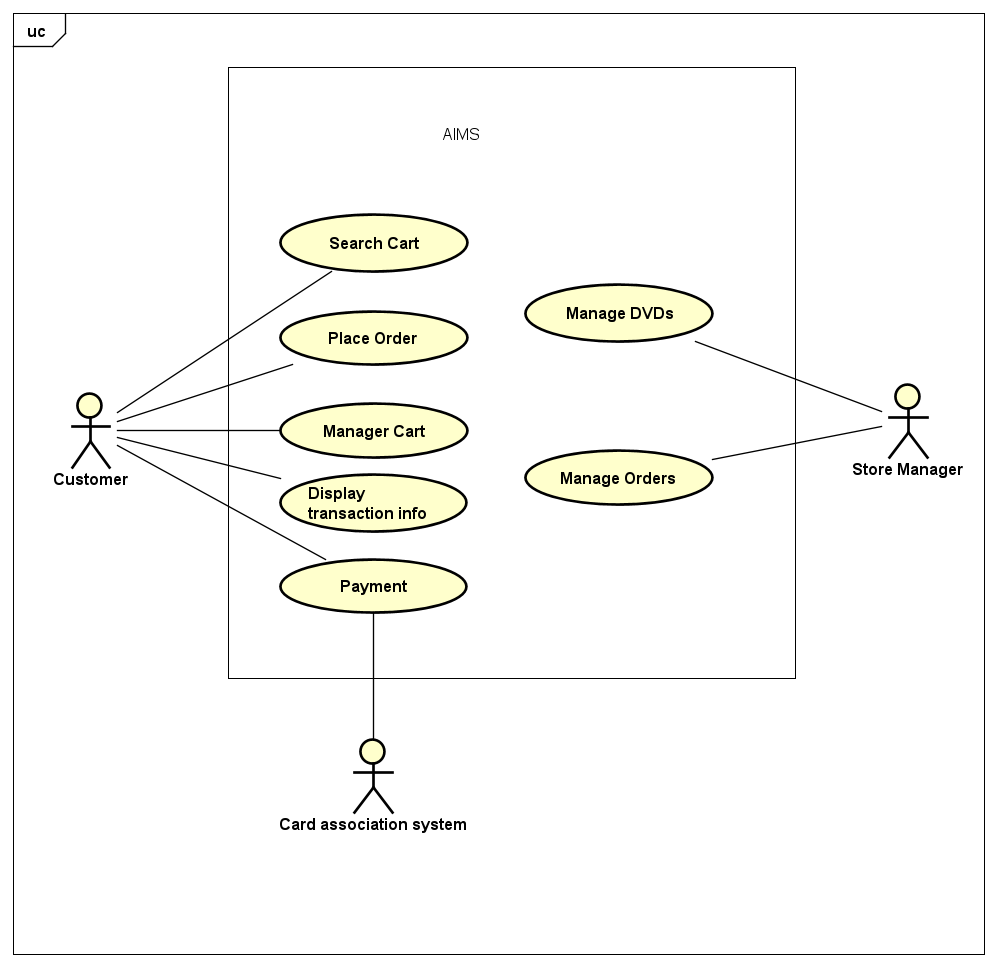 uc
AIMS
Search Cart
Place Order
Manager Cart
Display
transaction info
Payment
Manage DVDs
Manage Orders
Customer
Store Manager
Card association system